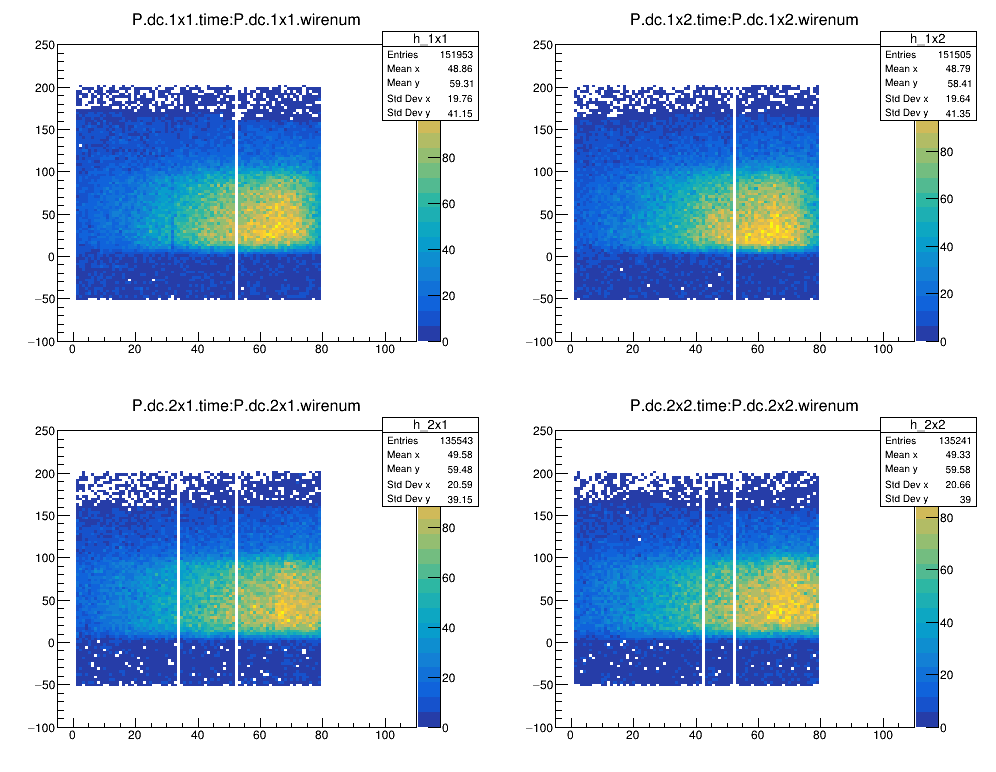 P.dc.1x1.time:P.dc.1x1.wirenum
h_1x1
Entries 151953
Mean x 48.86
Mean y 59.31
Std Dev x 19.76
Std Dev y 41.15
250
200
150
100
50
0
−50
−100
0 20 40 60 80 100
80
60
40
20
0
P.dc.1x2.time:P.dc.1x2.wirenum
h_1x2
Entries 151505
Mean x 48.79
Mean y 58.41
Std Dev x 19.64
Std Dev y 41.35
250
200
150
100
50
0
−50
−100
0 20 40 60 80 100
80
60
40
20
0
P.dc.2x1.time:P.dc.2x1.wirenum
h_2x1
Entries 135543
Mean x 49.58
Mean y 59.48
Std Dev x 20.59
Std Dev y 39.15
250
200
150
100
50
0
−50
−100
0 20 40 60 80 100
80
60
40
20
0
P.dc.2x2.time:P.dc.2x2.wirenum
h_2x2
Entries 135241
Mean x 49.33
Mean y 59.58
Std Dev x 20.66
Std Dev y 39
250
200
150
100
50
0
−50
−100
0 20 40 60 80 100
80
60
40
20
0